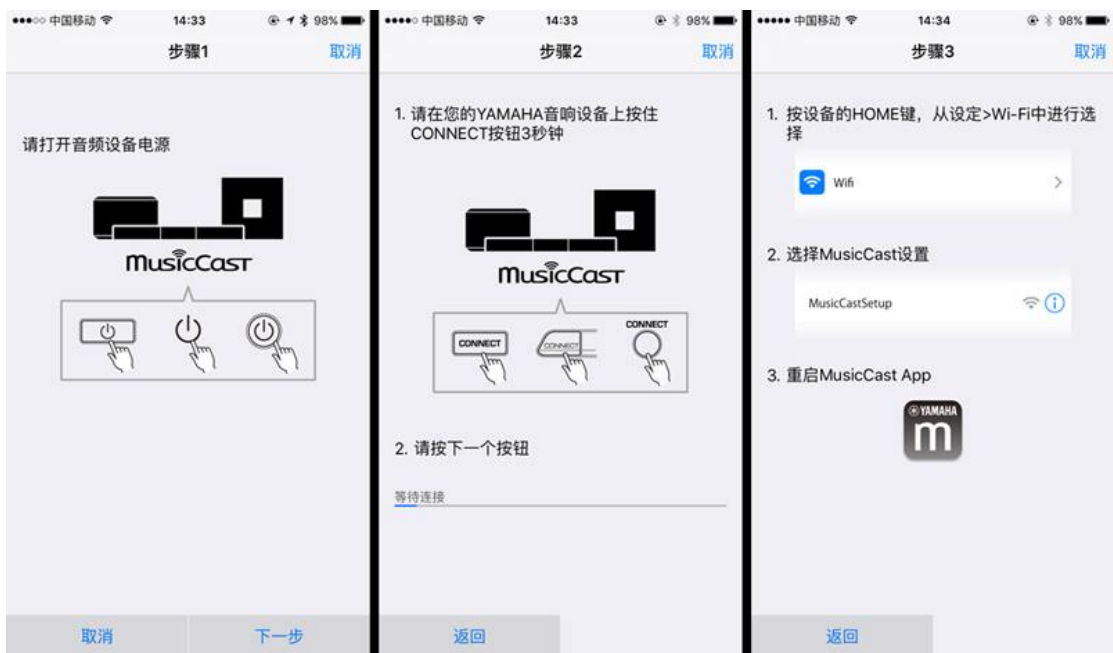 中国移动 14:33 98%
步骤1 取消
请打开音频设备电源
MusicCast
取消 下一步
中国移动 14:33 98%
步骤2 取消
1. 请在您的YAMAHA音响设备上按住
CONNECT按钮3秒钟
MusicCast
CONNECT CONNECT CONNECT
2. 请按下一个按钮
等待连接
返回
中国移动 14:34 98%
步骤3 取消
1. 按设备的HOME键，从设定>Wi-Fi中进行选
择
Wifi
2. 选择MusicCast设置
MusicCastSetup
3. 重启MusicCast App
YAMAHA
m
返回